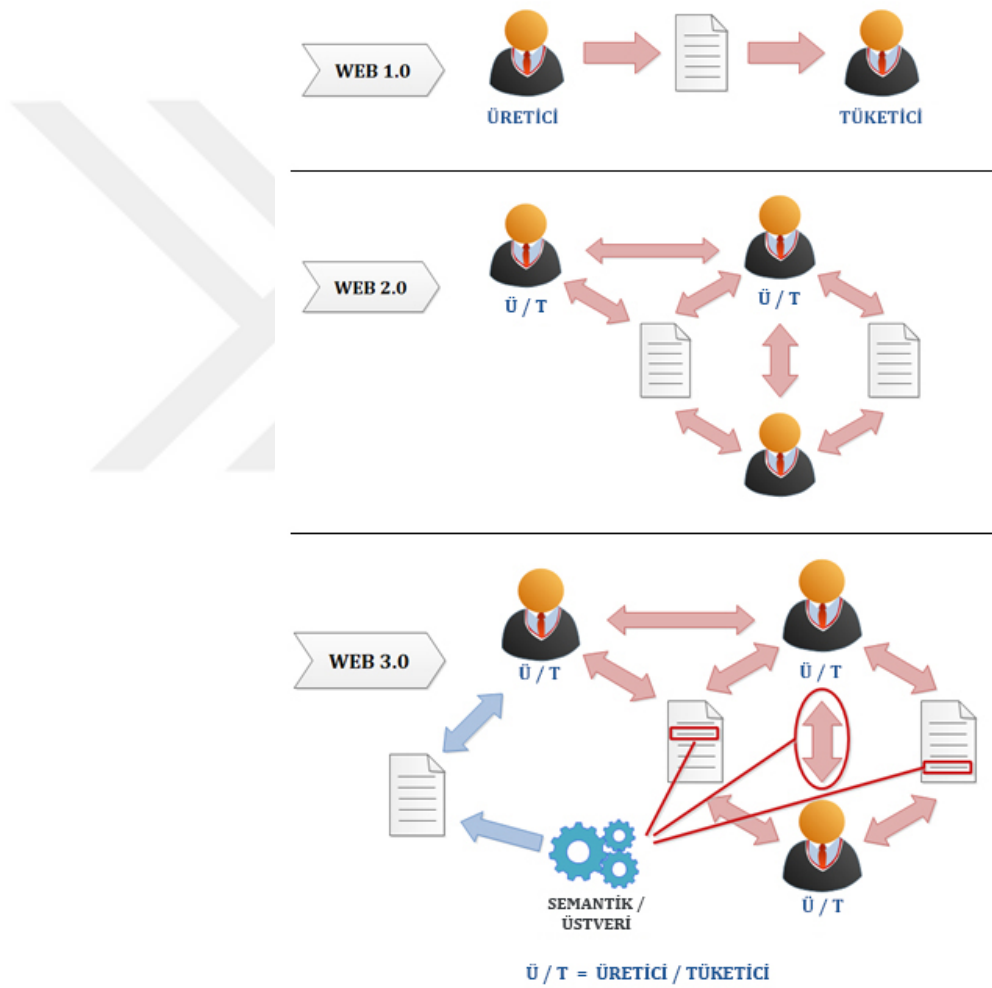 WEB 1.0
ÜRETİCİ
TÜKETİCİ
WEB 2.0
Ü / T
Ü / T
WEB 3.0
Ü / T
Ü / T
SEMANTİK /
ÜSTVERİ
Ü / T
Ü / T = ÜRETİCİ / TÜKETİCİ